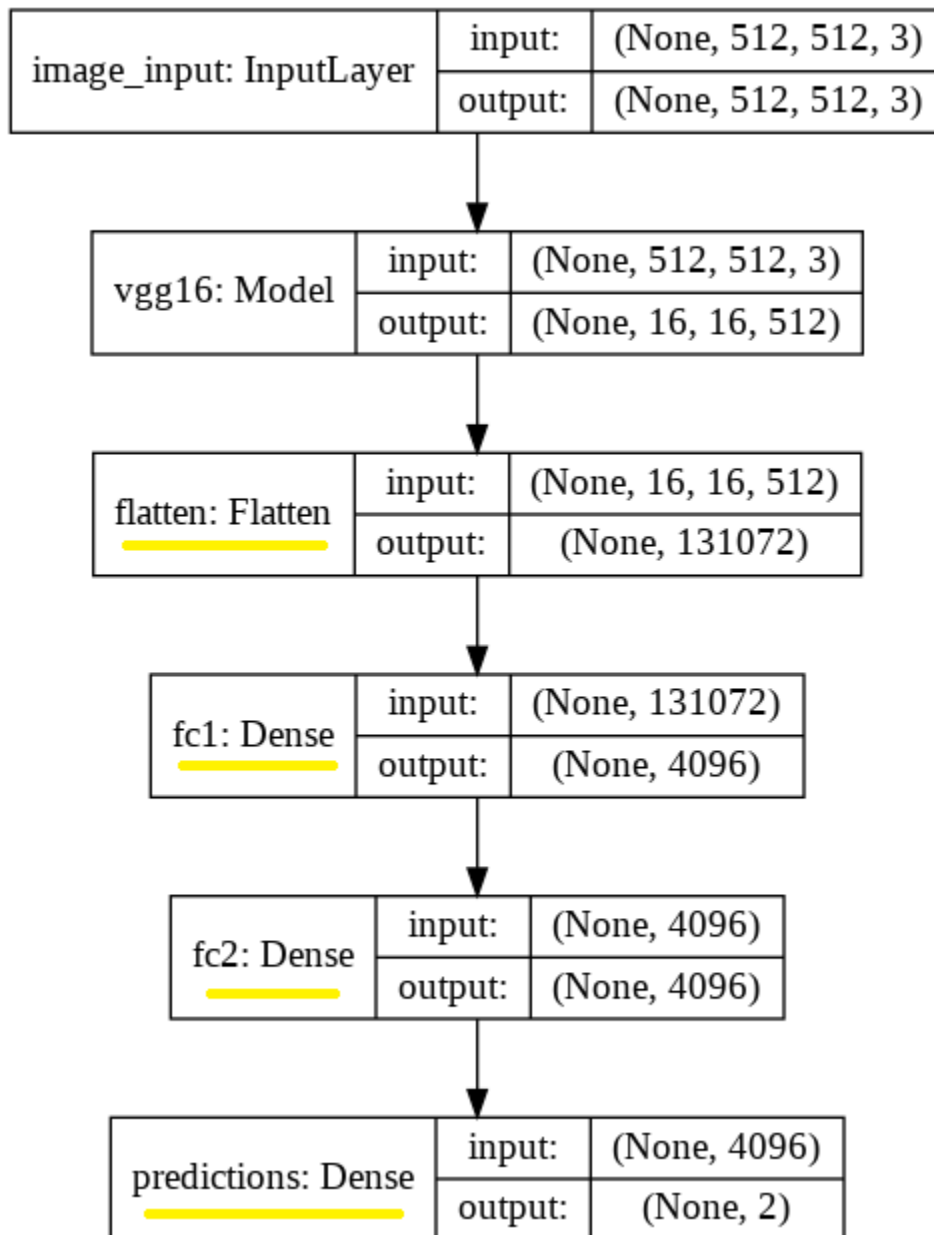 image_input: InputLayer
input: (None, 512, 512, 3)
output: (None, 512, 512, 3)
vgg16: Model
input: (None, 512, 512, 3)
output: (None, 16, 16, 512)
flatten: Flatten
input: (None, 16, 16, 512)
output: (None, 131072)
fc1: Dense
input: (None, 131072)
output: (None, 4096)
fc2: Dense
input: (None, 4096)
output: (None, 4096)
predictions: Dense
input: (None, 4096)
output: (None, 2)